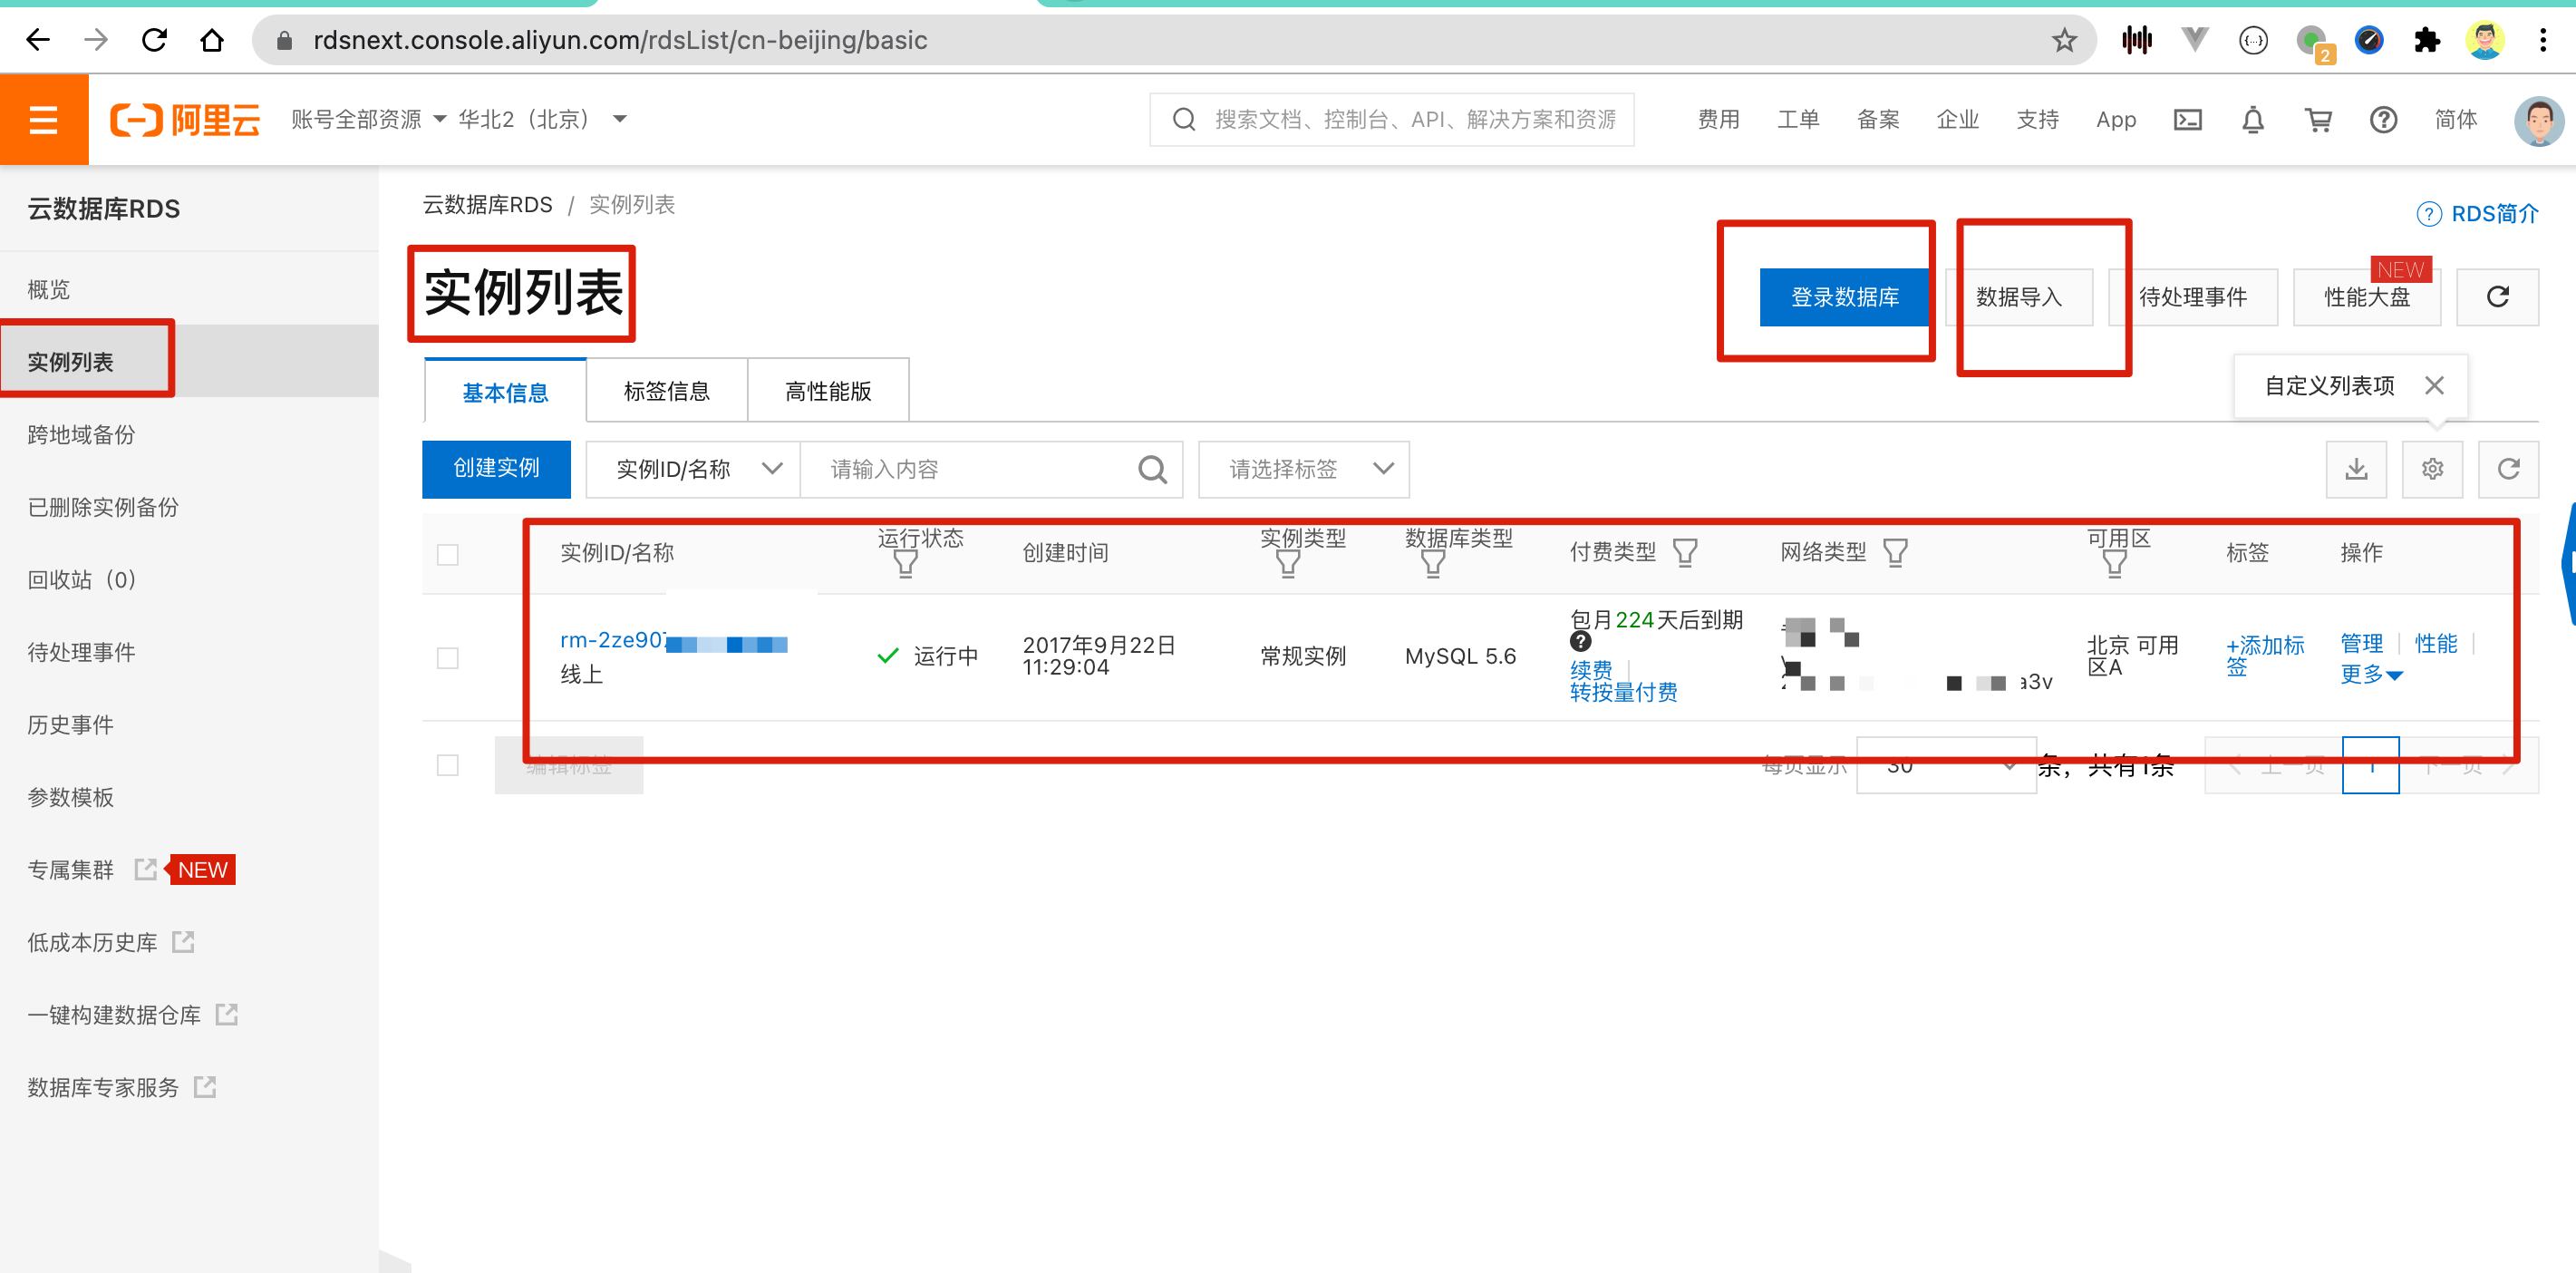 rdsnext.console.aliyun.com/rdsList/cn-beijing/basic
2
阿里云
账号全部资源
华北2（北京）
搜索文档、控制台、API、解决方案和资源
费用
工单
备案
企业
支持
App
简体
云数据库RDS
概览
实例列表
跨地域备份
已删除实例备份
回收站（0）
待处理事件
历史事件
参数模板
专属集群 NEW
低成本历史库
一键构建数据仓库
数据库专家服务
云数据库RDS / 实例列表
RDS简介
实例列表
登录数据库
数据导入
待处理事件
性能大盘
NEW
自定义列表项
基本信息
标签信息
高性能版
创建实例
实例ID/名称
请输入内容
请选择标签
实例ID/名称
运行状态
创建时间
实例类型
数据库类型
付费类型
网络类型
可用区
标签
操作
rm-2ze90
线上
运行中
2017年9月22日
11:29:04
常规实例
MySQL 5.6
包月224天后到期
续费
转按量付费
a3v
北京 可用
区A
+添加标
签
管理
性能
更多
编辑标签
每页显示
30
条，共有1条
上一页
1
下一页